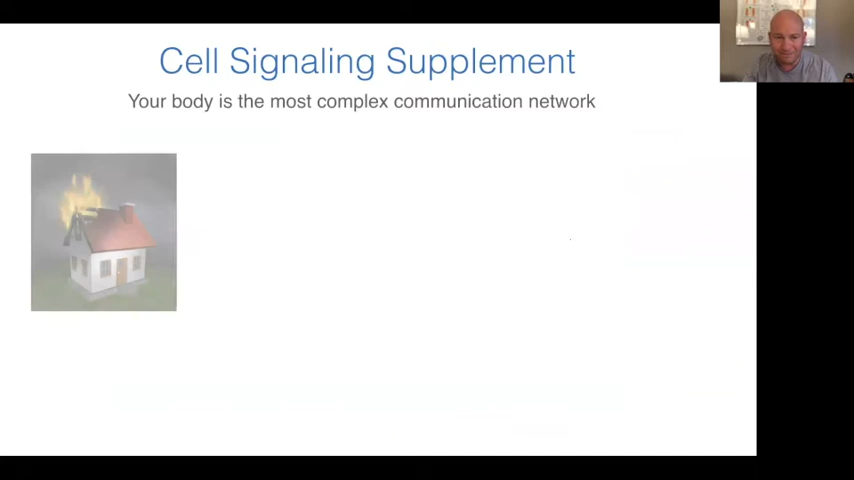 Cell Signaling Supplement
Your body is the most complex communication network